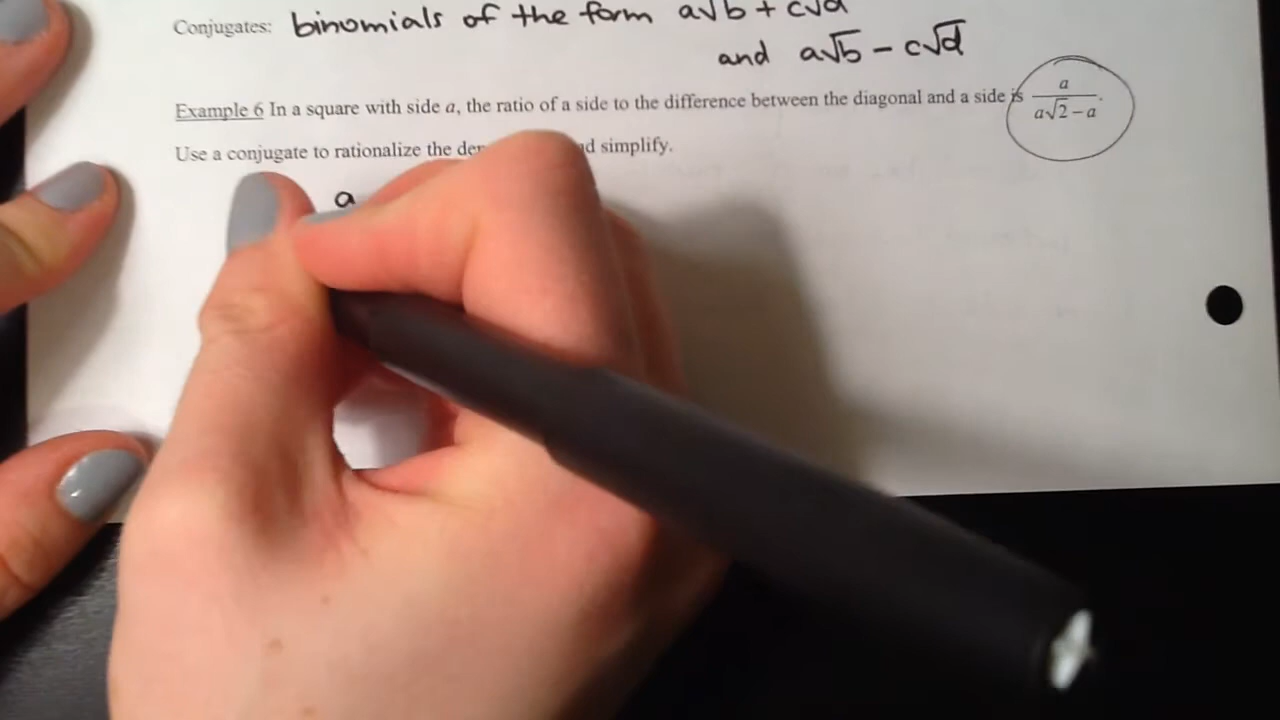 Conjugates: binomials of the form a√b + c√d
and a√b – c√d
Example 6 In a square with side a, the ratio of a side to the difference between the diagonal and a side is a/(a√2 – a).
Use a conjugate to rationalize the simplify.
a